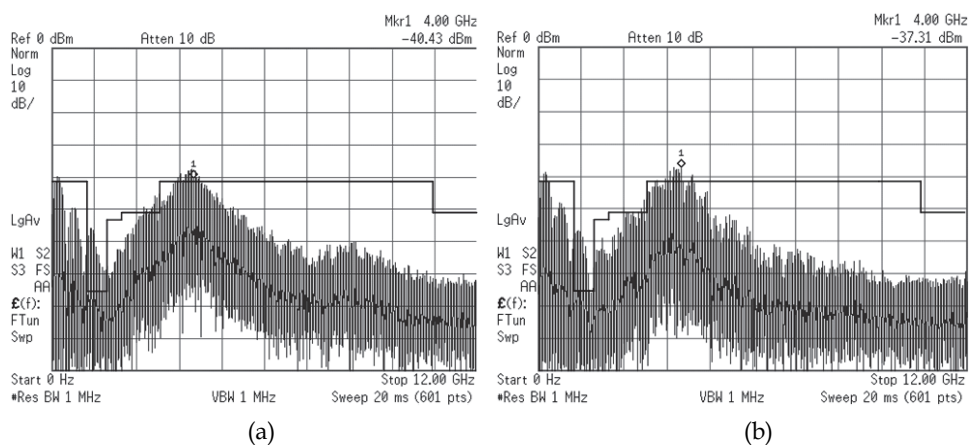 Mkr1 4.00 GHz
Ref 0 dBm Atten 10 dB -40.43 dBm
Norm
Log
10
dB/
1
LgAv
W1 S2
S3 FS
AA
£(f):
FTun
Swp
Start 0 Hz Stop 12.00 GHz
#Res BW 1 MHz VBW 1 MHz Sweep 20 ms (601 pts)
(a)
Mkr1 4.00 GHz
Ref 0 dBm Atten 10 dB -37.31 dBm
Norm
Log
10
dB/
1
LgAv
W1 S2
S3 FS
AA
£(f):
FTun
Swp
Start 0 Hz Stop 12.00 GHz
#Res BW 1 MHz VBW 1 MHz Sweep 20 ms (601 pts)
(b)